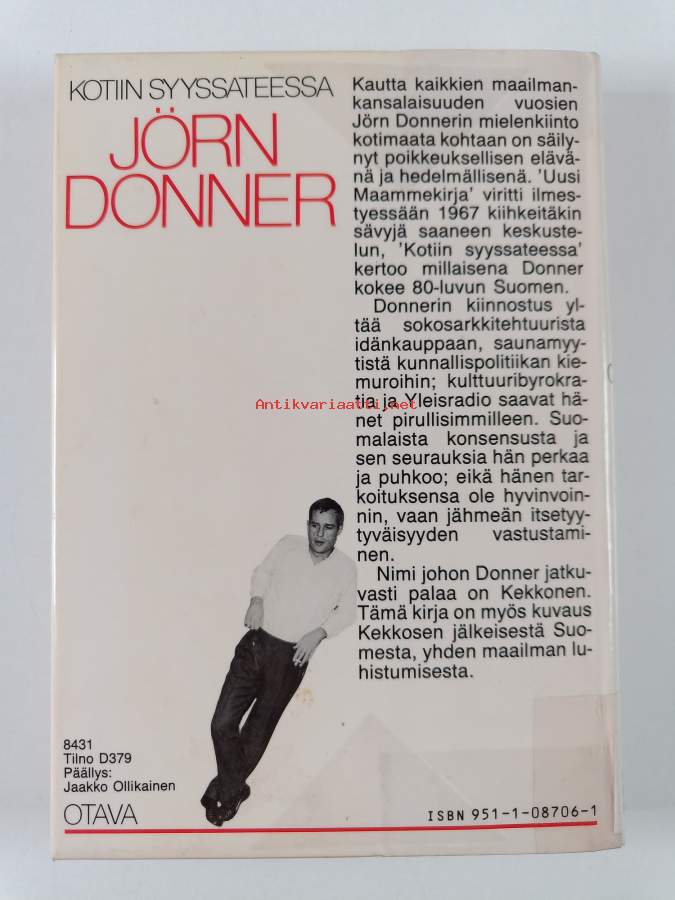 KOTIIN SYYSSATEESSA
JÖRN
DONNER
Kautta kaikkien maailman-
kansalaisuuden vuosien
Jörn Donnerin mielenkiinto
kotimaata kohtaan on säily-
nyt poikkeuksellisen elävä-
nä ja hedelmällisenä. 'Uusi
Maammekirja' viritti ilmes-
tyessään 1967 kiihkeitäkin
sävyjä saaneen keskuste-
lun, 'Kotiin syyssateessa'
kertoo millaisena Donner
kokee 80-luvun Suomen.
Donnerin kiinnostus yl-
tää sokosarkkitehtuurista
idänkauppaan, saunamyy-
tistä kunnallispolitiikan kie-
muroihin; kulttuuribyrokra-
tia ja Yleisradio saavat hä-
net pirullisimmilleen. Suo-
malaista konsensusta ja
sen seurauksia hän perkaa
ja puhkoo; eikä hänen tar-
koituksensa ole hyvinvoin-
nin, vaan jähmeän itsetyy-
tyväisyyden vastustami-
nen.
Nimi johon Donner jatku-
vasti palaa on Kekkonen.
Tämä kirja on myös kuvaus
Kekkosen jälkeisestä Suo-
mesta, yhden maailman lu-
histumisesta.
Antikvariaatti.net
8431
Tilno D379
Päällys:
Jaakko Ollikainen
OTAVA
ISBN 951-1-08706-1